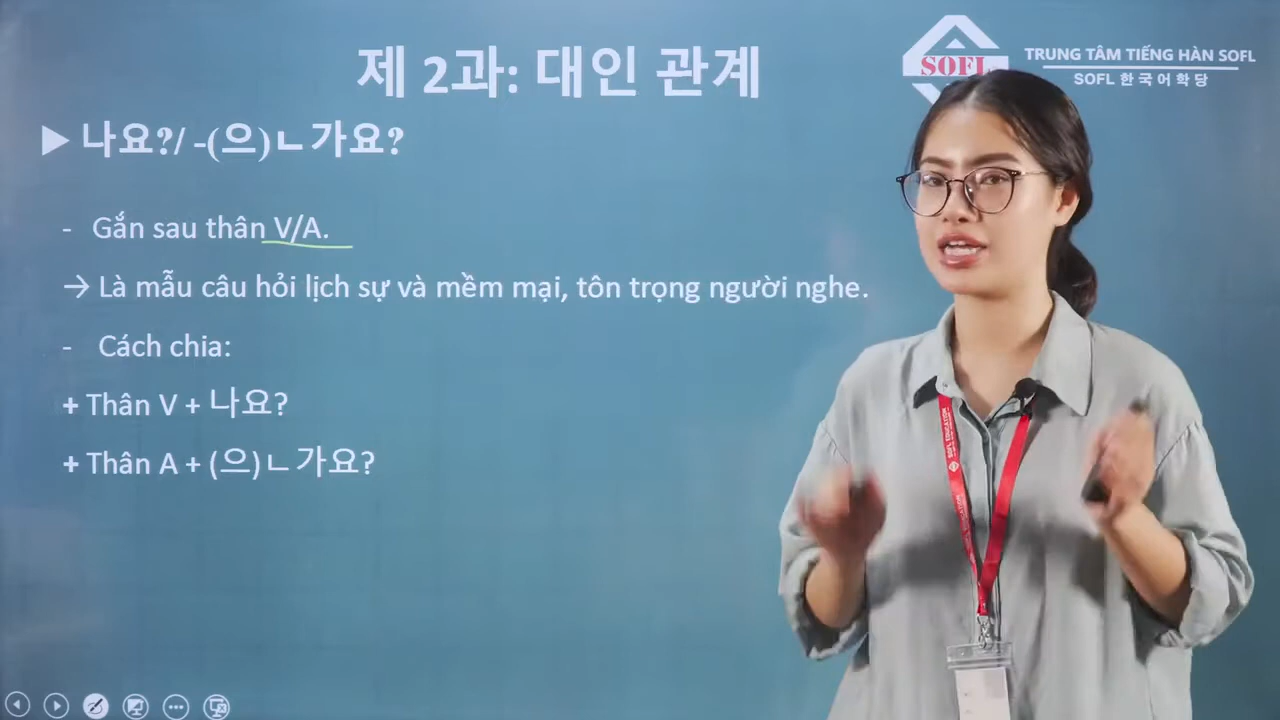 제 2과: 대인 관계
SOFL
TRUNG TÂM TIẾNG HÀN SOFL
SOFL 한국어학당
▶ 나요?/ -(으)ㄴ가요?
- Gắn sau thân V/A.
→ Là mẫu câu hỏi lịch sự và mềm mại, tôn trọng người nghe.
- Cách chia:
+ Thân V + 나요?
+ Thân A + (으)ㄴ가요?
SOFL EDUCATION